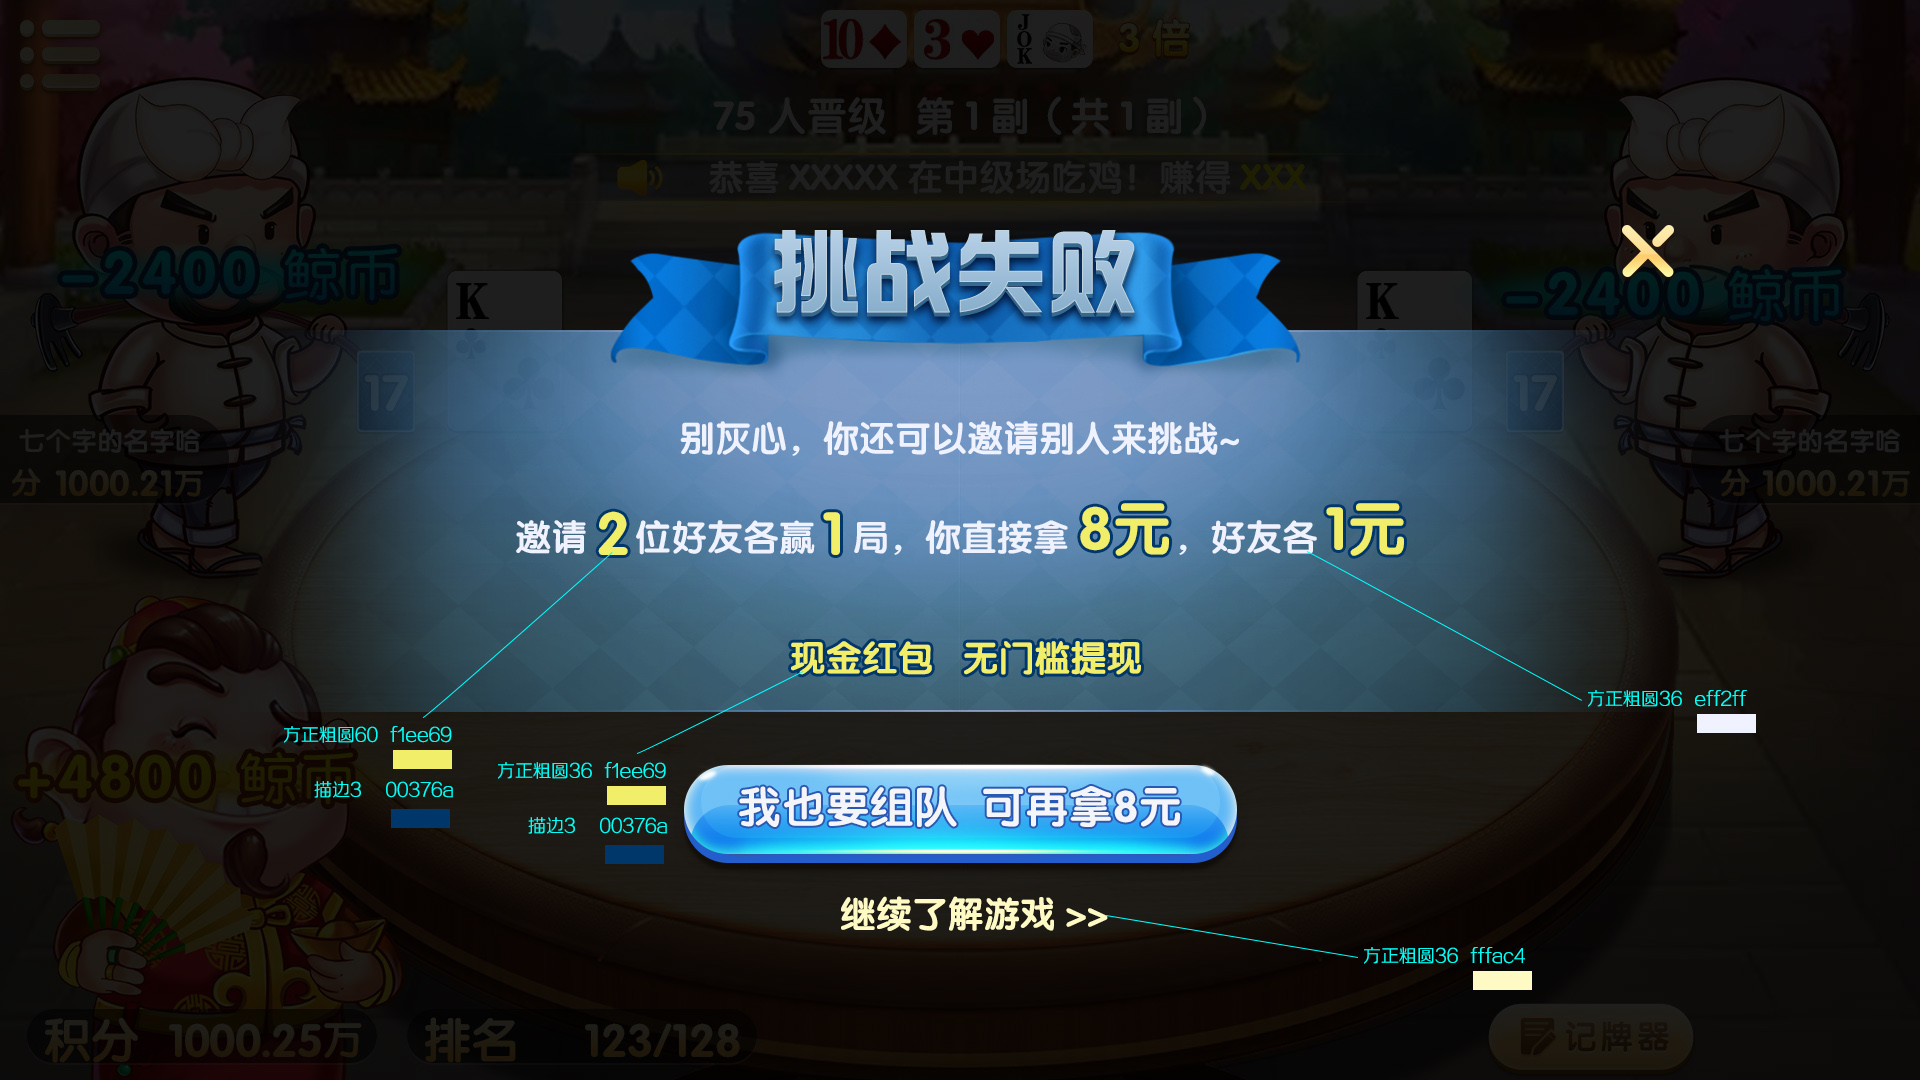 10 3 JOK 3 倍
75 人晋级 第1副（共1副）
恭喜 XXXXX 在中级场吃鸡！赚得 XXX
挑战失败
-2400 鲸币
-2400 鲸币
K
K
17
17
别灰心，你还可以邀请别人来挑战~
七个字的名字哈
分 1000.21万
七个字的名字哈
分 1000.21万
邀请 2 位好友各赢 1 局，你直接拿 8元，好友各 1元
现金红包 无门槛提现
方正粗圆36 eff2ff
方正粗圆60 f1ee69
描边3 00376a
方正粗圆36 f1ee69
描边3 00376a
+4800 鲸币
我也要组队 可再拿8元
继续了解游戏 >>
方正粗圆36 fffac4
积分 1000.25万
排名 123/128
记牌器